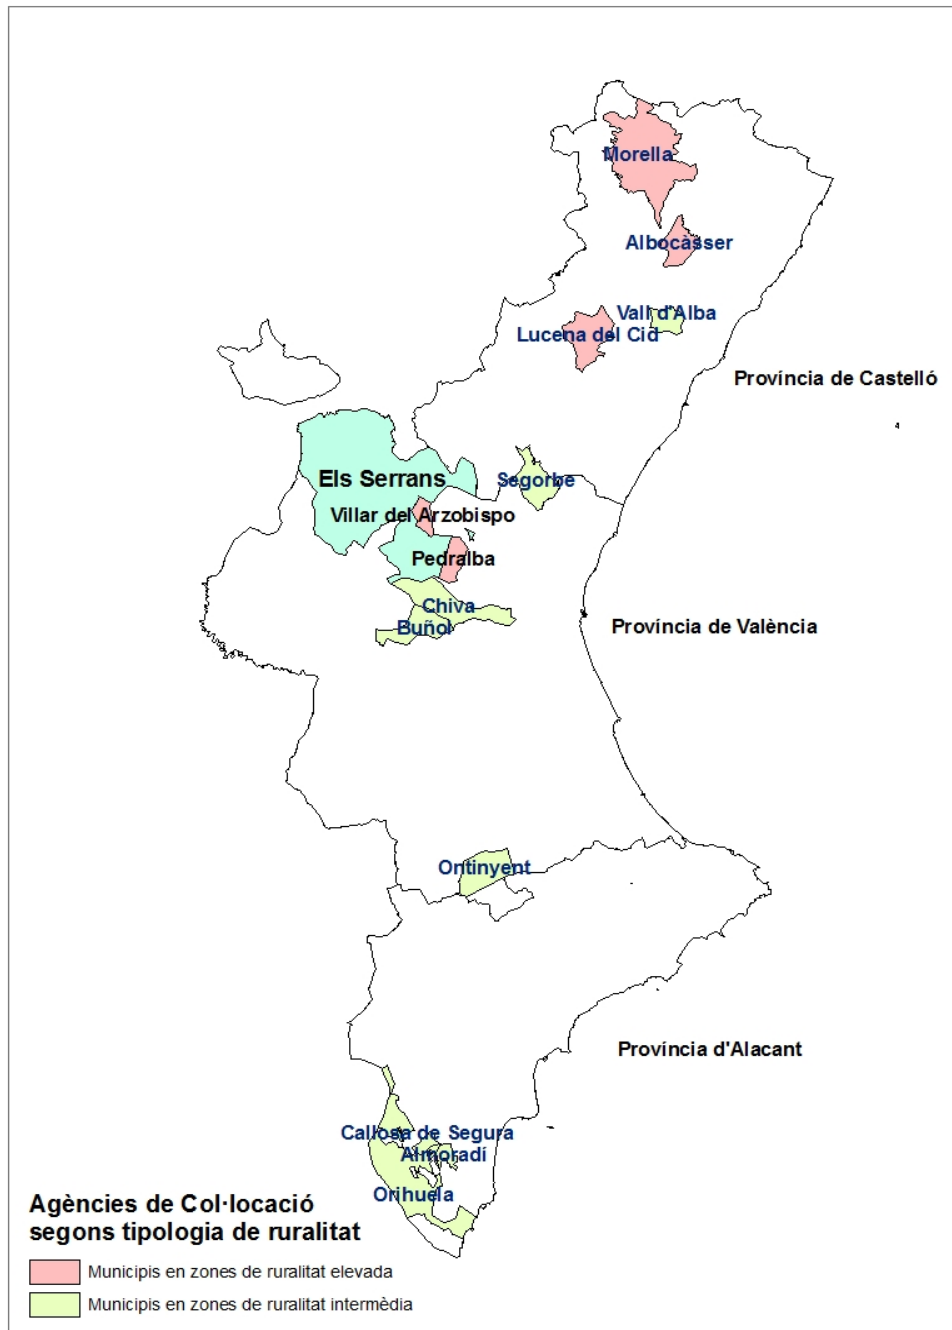 Morella
Albocàsser
Vall d'Alba
Lucena del Cid
Província de Castelló
Els Serrans
Segorbe
Villar del Arzobispo
Pedralba
Chiva
Buñol
Província de València
Ontinyent
Província d'Alacant
Callosa de Segura
Almoradí
Orihuela
Agències de Col·locació
segons tipologia de ruralitat
Municipis en zones de ruralitat elevada
Municipis en zones de ruralitat intermèdia